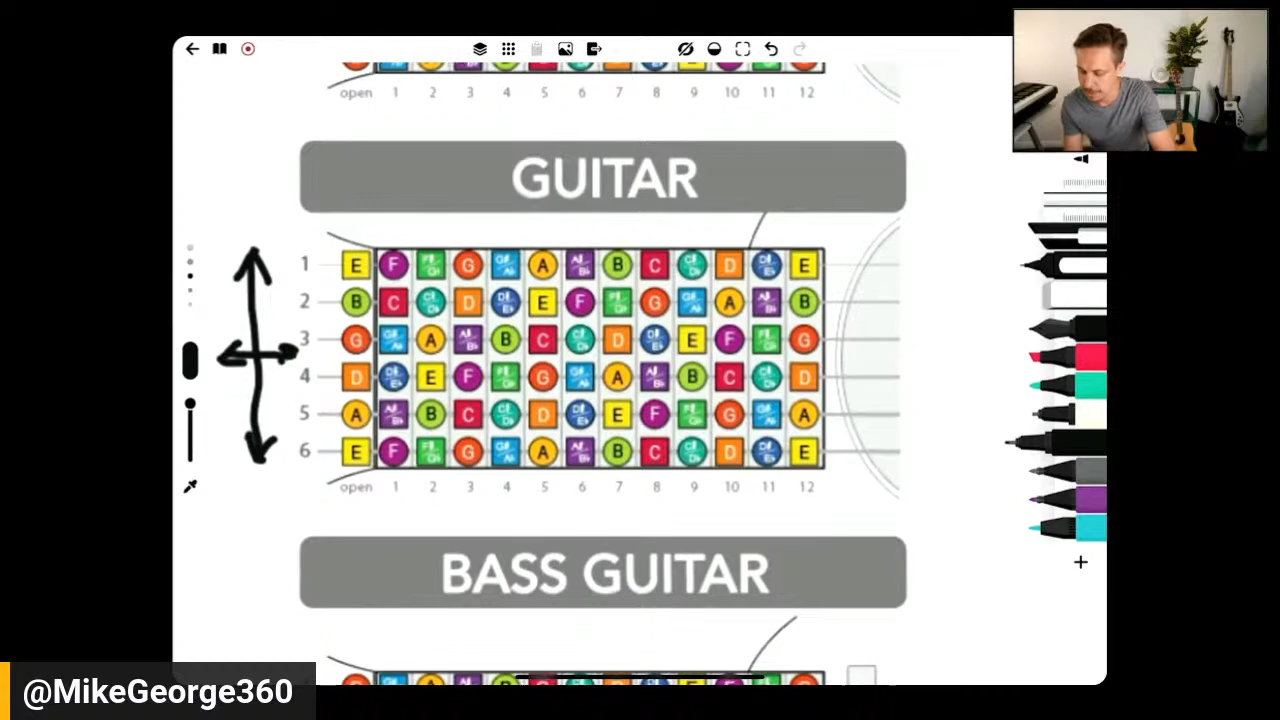 open 1 2 3 4 5 6 7 8 9 10 11 12
GUITAR
1 E F F♯/G♭ G G♯/A♭ A A♯/B♭ B C C♯/D♭ D D♯/E♭ E
2 B C C♯/D♭ D D♯/E♭ E F F♯/G♭ G G♯/A♭ A A♯/B♭ B
3 G G♯/A♭ A A♯/B♭ B C C♯/D♭ D D♯/E♭ E F F♯/G♭ G
4 D D♯/E♭ E F F♯/G♭ G G♯/A♭ A A♯/B♭ B C C♯/D♭ D
5 A A♯/B♭ B C C♯/D♭ D D♯/E♭ E F F♯/G♭ G G♯/A♭ A
6 E F F♯/G♭ G G♯/A♭ A A♯/B♭ B C C♯/D♭ D D♯/E♭ E
open 1 2 3 4 5 6 7 8 9 10 11 12
BASS GUITAR
@MikeGeorge360